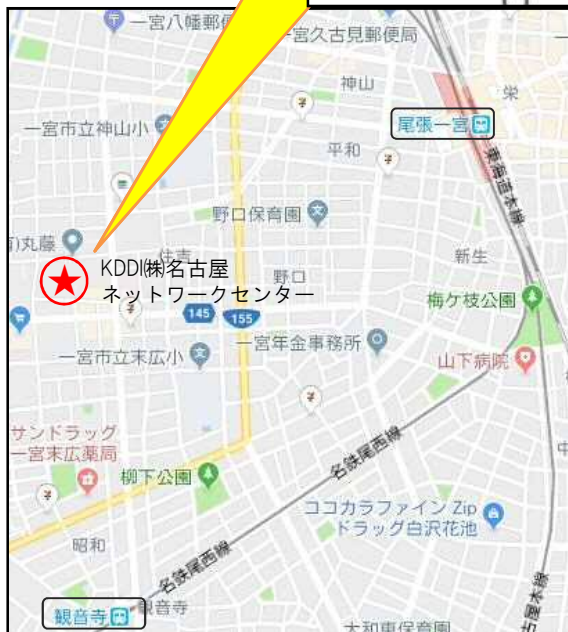 一宮八幡郵便
一宮久古見郵便局
神山
栄
一宮市立神山小
尾張一宮
平和
東海道本線
野口保育園
)丸藤
住吉
新生
KDDI㈱名古屋
ネットワークセンター
野口
梅ケ枝公園
145
155
一宮年金事務所
一宮市立末広小
山下病院
サンドラッグ
一宮末広薬局
名鉄尾西線
中
柳下公園
ココカラファイン Zip
ドラッグ白沢花池
昭和
名鉄尾西線
観音寺
観音寺
古屋本線
大和東保育園